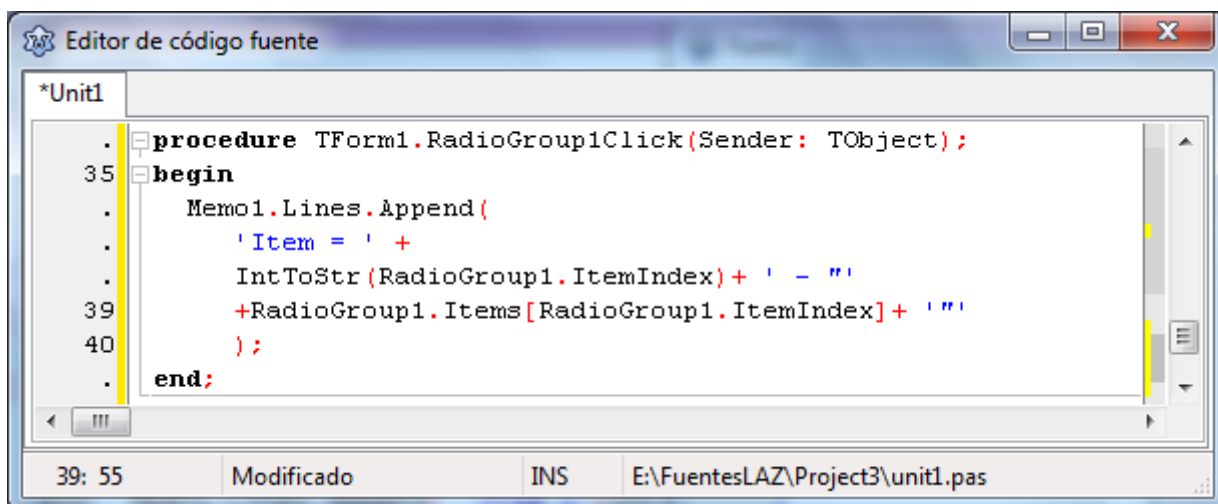 Editor de código fuente
*Unit1
. procedure TForm1.RadioGroup1Click(Sender: TObject);
35 begin
. Memo1.Lines.Append(
. 'Item = ' +
. IntToStr(RadioGroup1.ItemIndex)+ ' - "'
39 +RadioGroup1.Items[RadioGroup1.ItemIndex]+ '"'
40 );
. end;
39: 55 Modificado INS E:\FuentesLAZ\Project3\unit1.pas